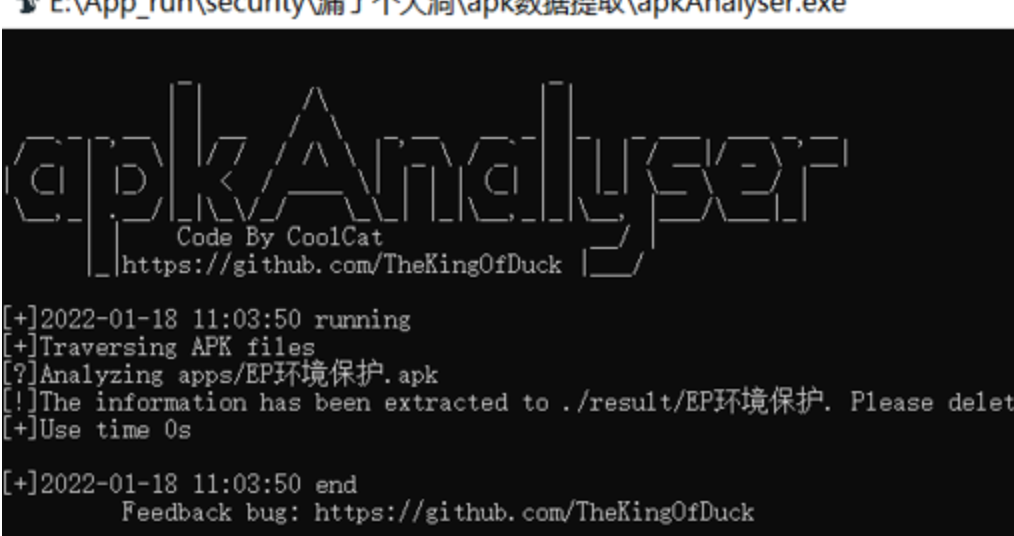 E:\App_run\security\漏了个大洞\apk数据提取\apkAnalyser.exe
apkAnalyser
Code By CoolCat
https://github.com/TheKingOfDuck
[+]2022-01-18 11:03:50 running
[+]Traversing APK files
[?]Analyzing apps/EP环境保护.apk
[!]The information has been extracted to ./result/EP环境保护. Please delet
[+]Use time 0s
[+]2022-01-18 11:03:50 end
Feedback bug: https://github.com/TheKingOfDuck